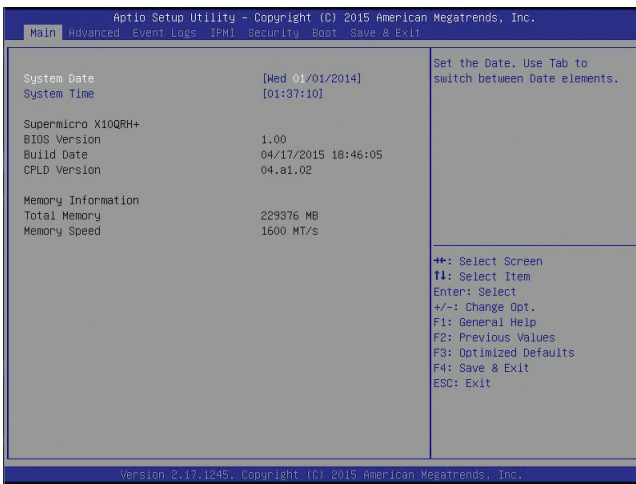 Aptio Setup Utility – Copyright (C) 2015 American Megatrends, Inc.
Main Advanced Event Logs IPMI Security Boot Save & Exit
System Date [Wed 01/01/2014]
System Time [01:37:10]
Supermicro X10QRH+
BIOS Version 1.00
Build Date 04/17/2015 18:46:05
CPLD Version 04.a1.02
Memory Information
Total Memory 229376 MB
Memory Speed 1600 MT/s
Set the Date. Use Tab to
switch between Date elements.
→←: Select Screen
↑↓: Select Item
Enter: Select
+/-: Change Opt.
F1: General Help
F2: Previous Values
F3: Optimized Defaults
F4: Save & Exit
ESC: Exit
Version 2.17.1245. Copyright (C) 2015 American Megatrends, Inc.